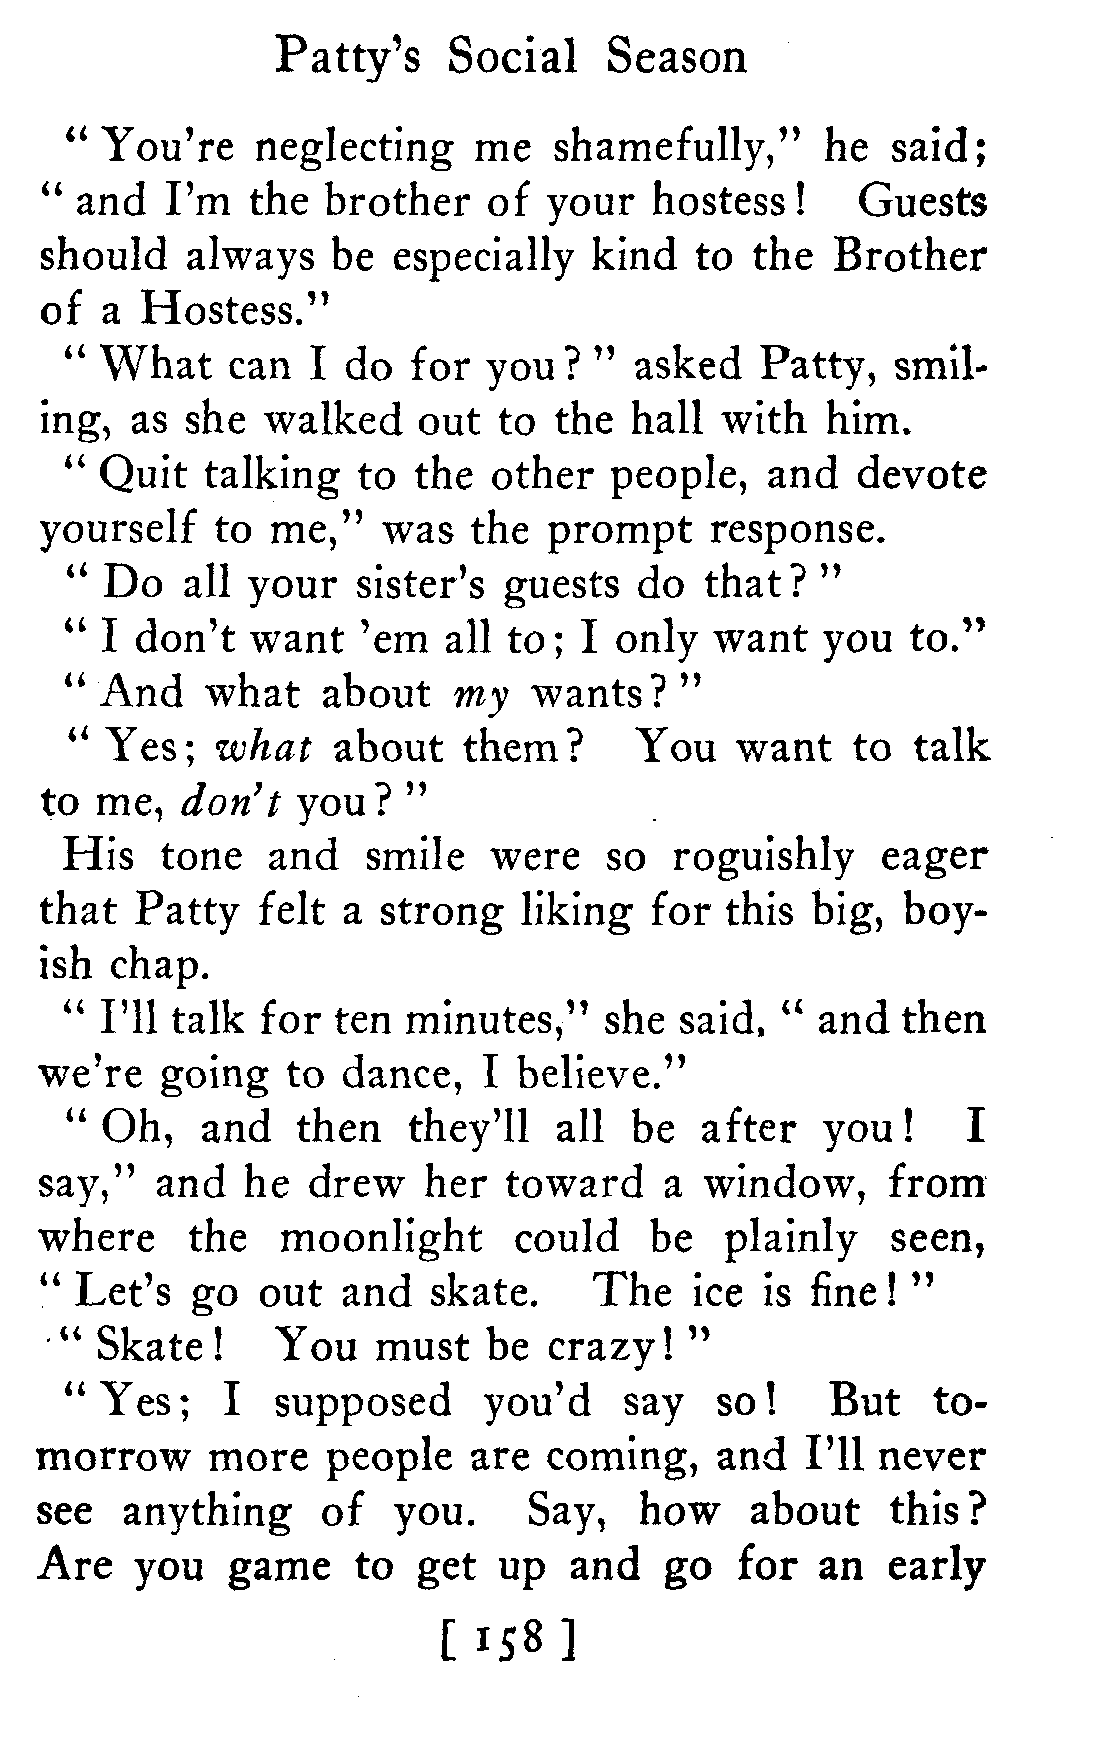 Patty's Social Season
" You're neglecting me shamefully," he said;
" and I'm the brother of your hostess! Guests
should always be especially kind to the Brother
of a Hostess."
" What can I do for you? " asked Patty, smil-
ing, as she walked out to the hall with him.
" Quit talking to the other people, and devote
yourself to me," was the prompt response.
" Do all your sister's guests do that? "
" I don't want 'em all to; I only want you to."
" And what about my wants? "
" Yes; what about them? You want to talk
to me, don't you? "
His tone and smile were so roguishly eager
that Patty felt a strong liking for this big, boy-
ish chap.
" I'll talk for ten minutes," she said, " and then
we're going to dance, I believe."
" Oh, and then they'll all be after you! I
say," and he drew her toward a window, from
where the moonlight could be plainly seen,
" Let's go out and skate. The ice is fine! "
" Skate! You must be crazy! "
" Yes; I supposed you'd say so! But to-
morrow more people are coming, and I'll never
see anything of you. Say, how about this?
Are you game to get up and go for an early
[ 158 ]